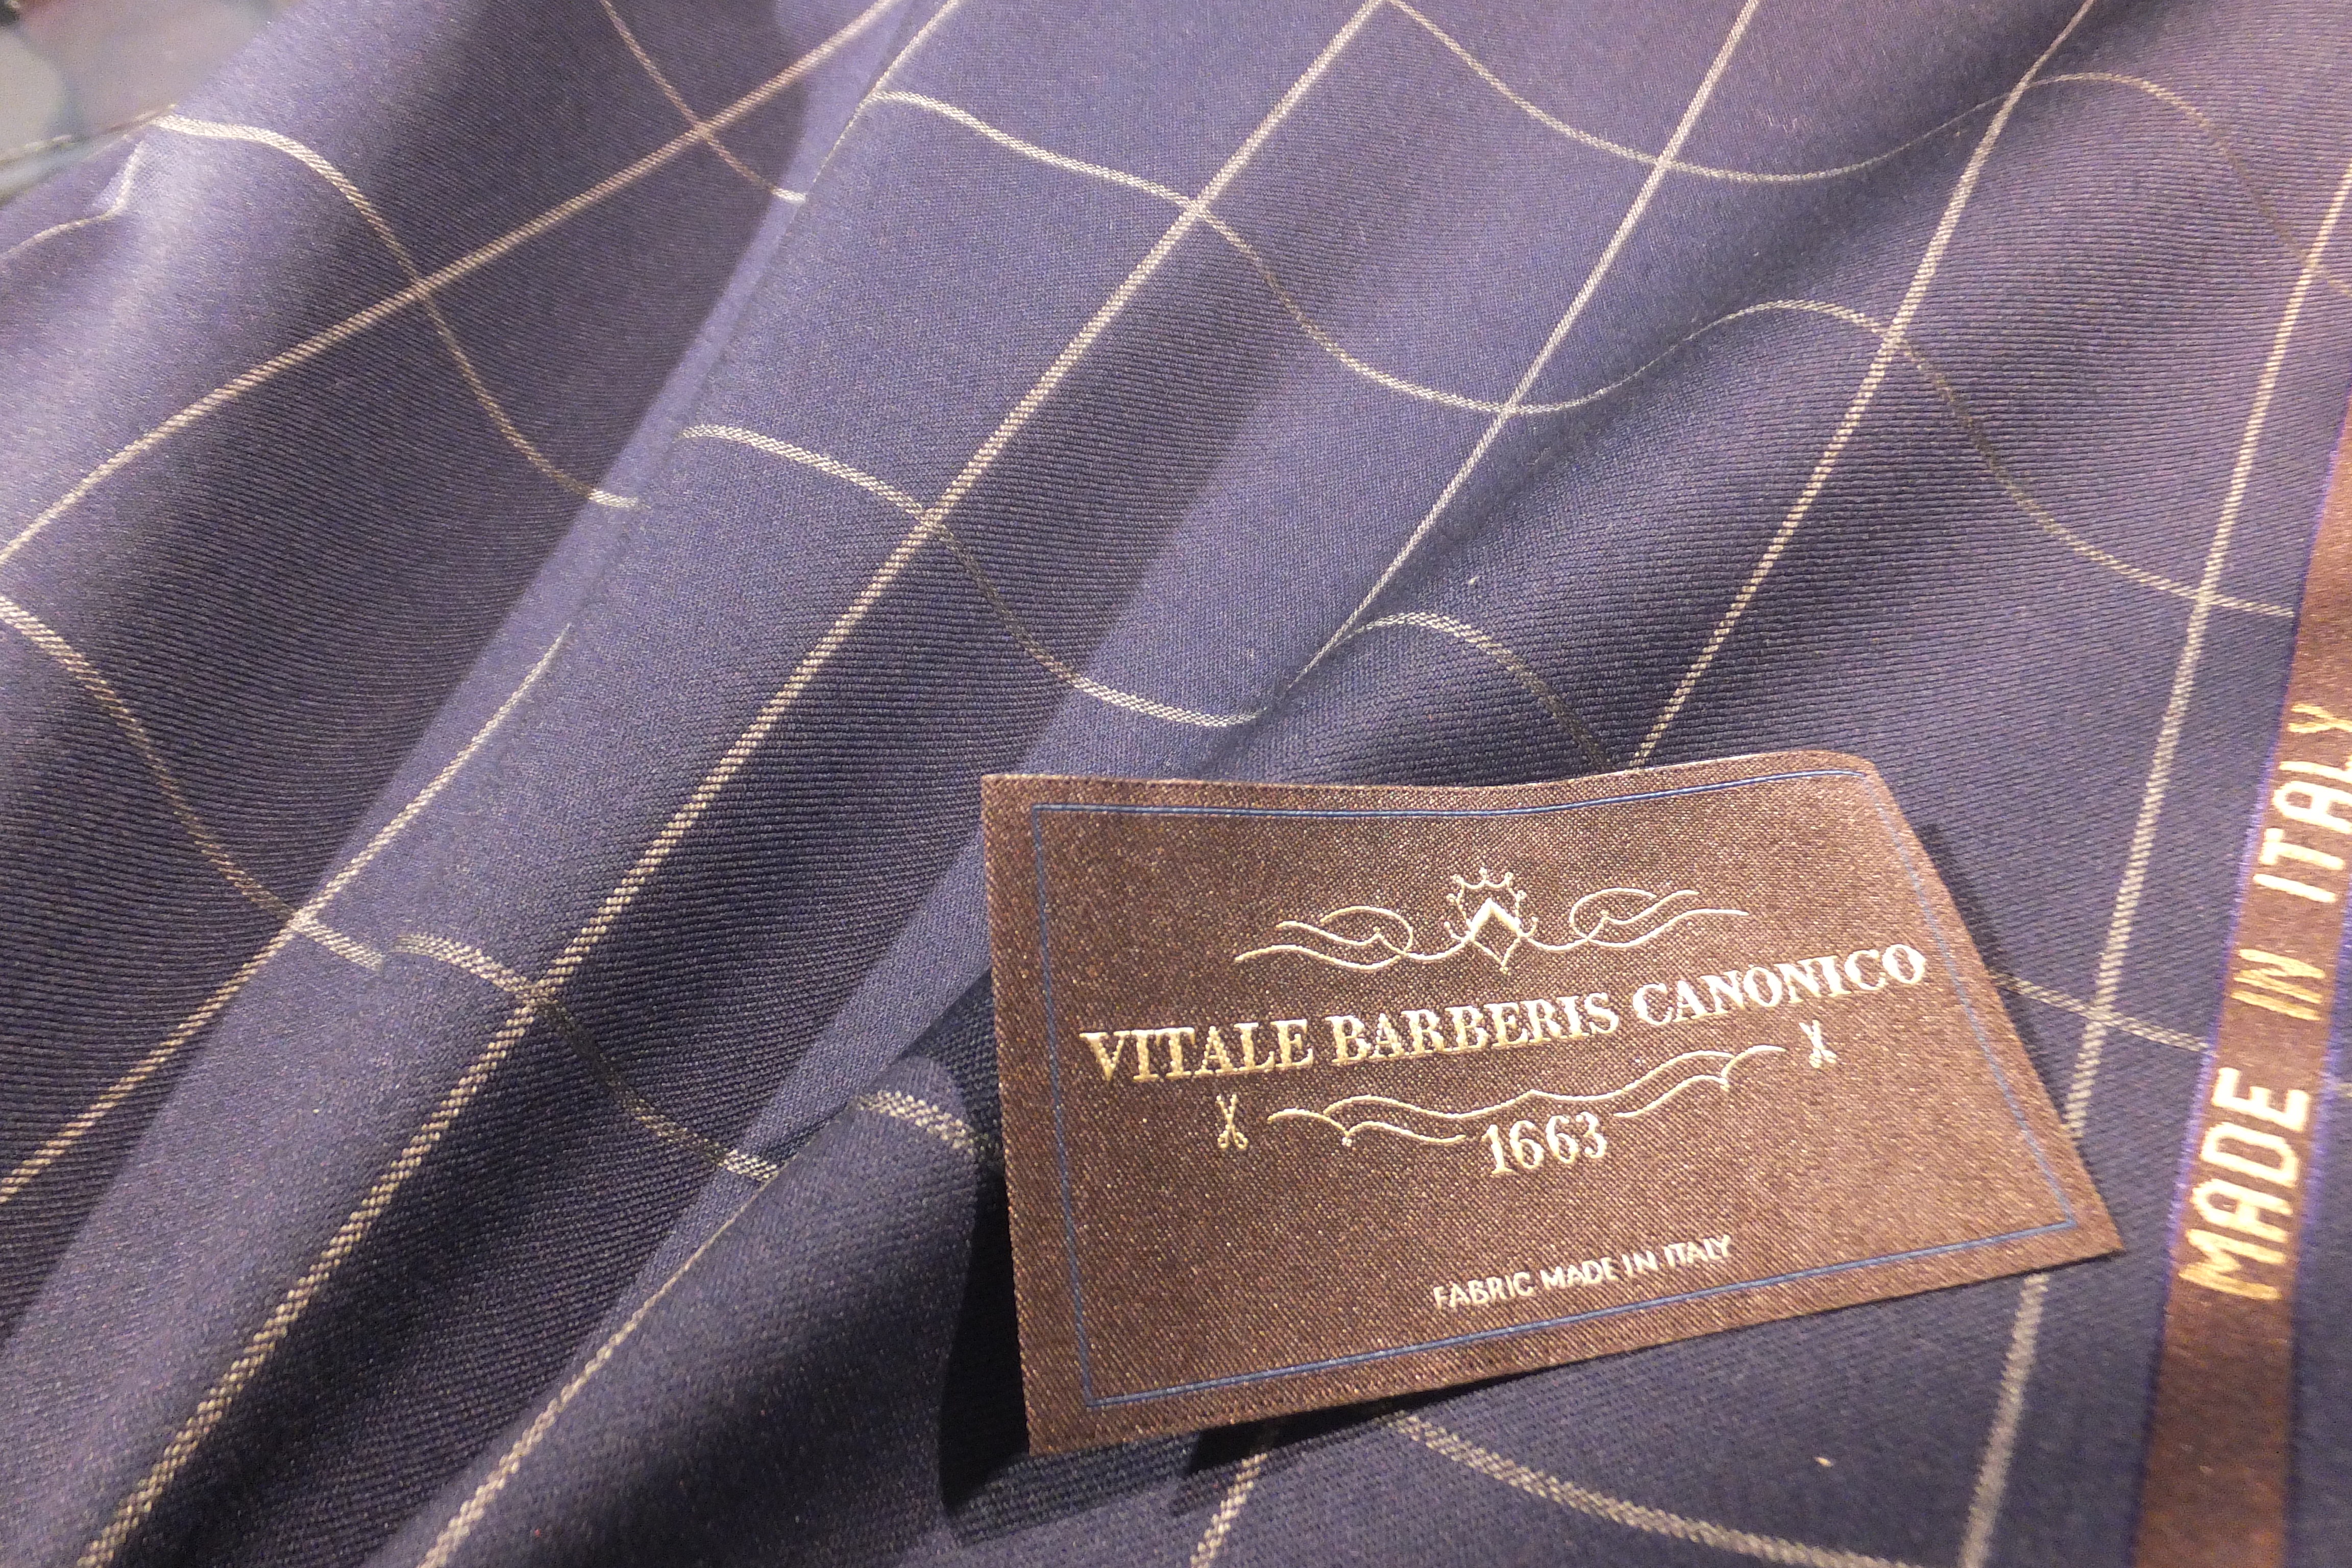 VITALE BARBERIS CANONICO
1663
FABRIC MADE IN ITALY
MADE IN ITALY